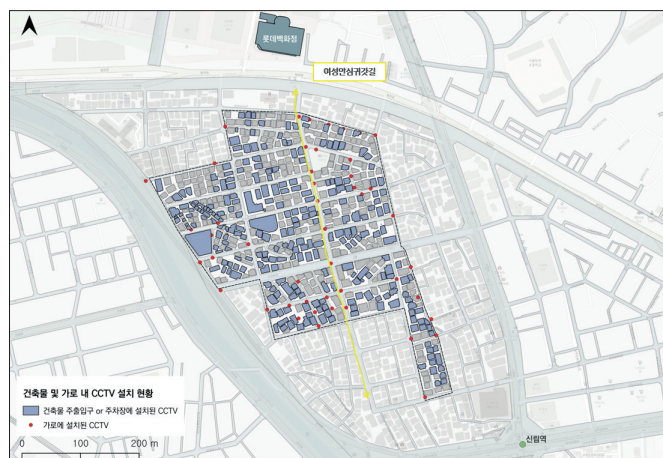 롯데백화점
여성안심귀갓길
건축물 및 가로 내 CCTV 설치 현황
건축물 주출입구 or 주차장에 설치된 CCTV
가로에 설치된 CCTV
0 100 200 m
신림역